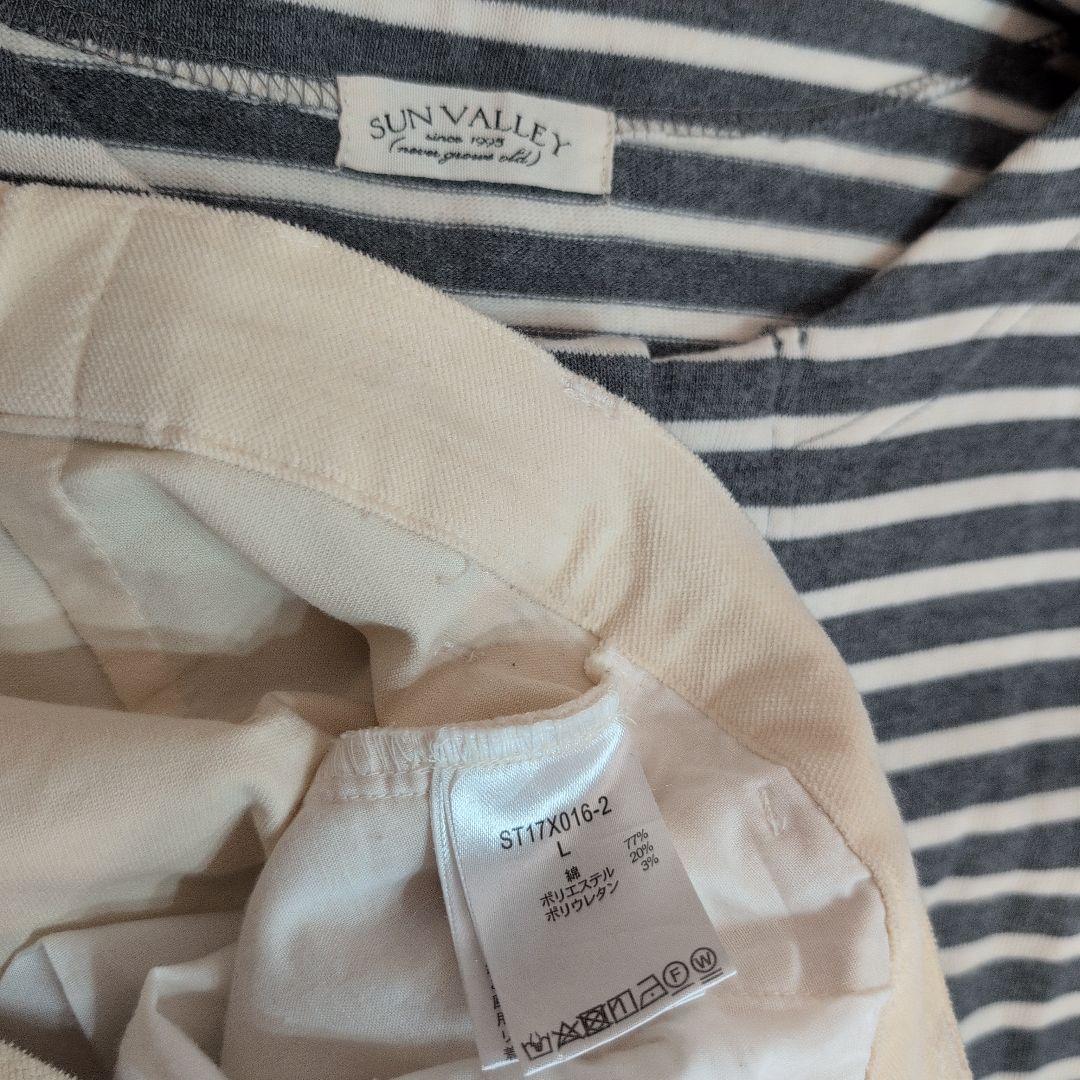 SUN VALLEY
since 1995
(never grows old)
ST17X016-2
L
綿 77%
ポリエステル 20%
ポリウレタン 3%
F W